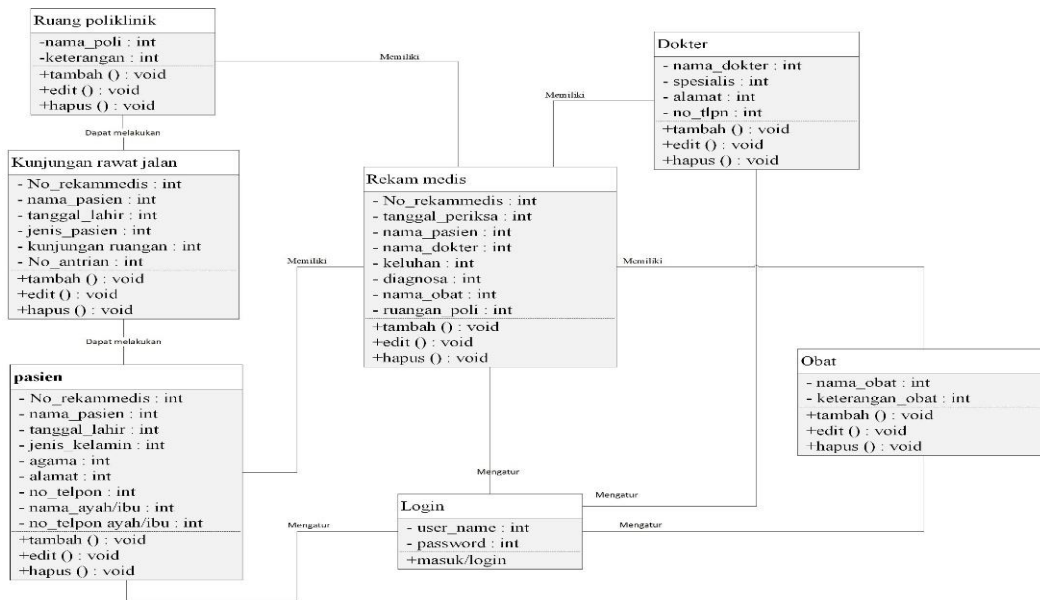 Ruang poliklinik
-nama_poli : int
-keterangan : int
+tambah () : void
+edit () : void
+hapus () : void
Memiliki
Dokter
- nama_dokter : int
- spesialis : int
- alamat : int
- no_tlpn : int
+tambah () : void
+edit () : void
+hapus () : void
Memiliki
Dapat melakukan
Kunjungan rawat jalan
- No_rekammedis : int
- nama_pasien : int
- tanggal_lahir : int
- jenis_pasien : int
- kunjungan ruangan : int
- No_antrian : int
+tambah () : void
+edit () : void
+hapus () : void
Rekam medis
- No_rekammedis : int
- tanggal_periksa : int
- nama_pasien : int
- nama_dokter : int
- keluhan : int
- diagnosa : int
- nama_obat : int
- ruangan_poli : int
+tambah () : void
+edit () : void
+hapus () : void
Memiliki
Memiliki
Dapat melakukan
pasien
- No_rekammedis : int
- nama_pasien : int
- tanggal_lahir : int
- jenis_kelamin : int
- agama : int
- alamat : int
- no_telpon : int
- nama_ayah/ibu : int
- no_telpon ayah/ibu : int
+tambah () : void
+edit () : void
+hapus () : void
Obat
- nama_obat : int
- keterangan_obat : int
+tambah () : void
+edit () : void
+hapus () : void
Mengatur
Mengatur
Mengatur
Mengatur
Login
- user_name : int
- password : int
+masuk/login